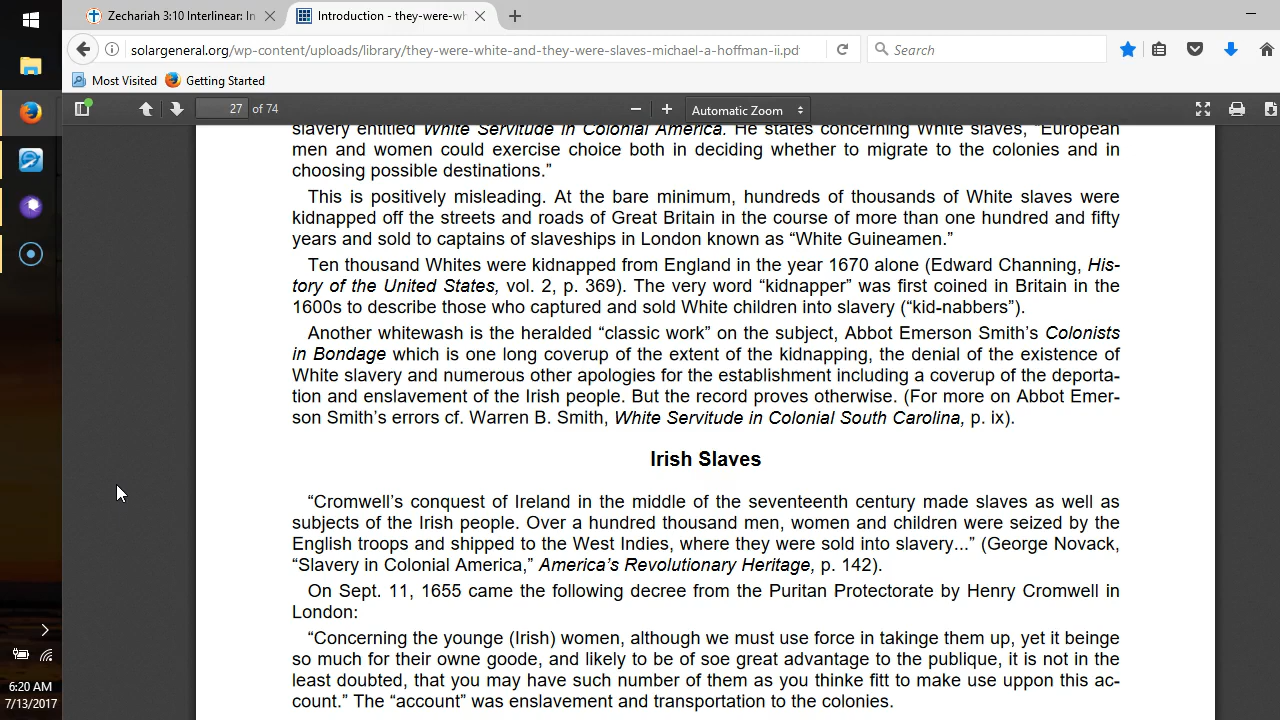 Zechariah 3:10 Interlinear: In
Introduction - they-were-wh
solargeneral.org/wp-content/uploads/library/they-were-white-and-they-were-slaves-michael-a-hoffman-ii.pdf
Search
Most Visited
Getting Started
27 of 74
Automatic Zoom
slavery entitled White Servitude in Colonial America. He states concerning White slaves, “European
men and women could exercise choice both in deciding whether to migrate to the colonies and in
choosing possible destinations.”
This is positively misleading. At the bare minimum, hundreds of thousands of White slaves were
kidnapped off the streets and roads of Great Britain in the course of more than one hundred and fifty
years and sold to captains of slaveships in London known as “White Guineamen.”
Ten thousand Whites were kidnapped from England in the year 1670 alone (Edward Channing, His-
tory of the United States, vol. 2, p. 369). The very word “kidnapper” was first coined in Britain in the
1600s to describe those who captured and sold White children into slavery (“kid-nabbers”).
Another whitewash is the heralded “classic work” on the subject, Abbot Emerson Smith’s Colonists
in Bondage which is one long coverup of the extent of the kidnapping, the denial of the existence of
White slavery and numerous other apologies for the establishment including a coverup of the deporta-
tion and enslavement of the Irish people. But the record proves otherwise. (For more on Abbot Emer-
son Smith’s errors cf. Warren B. Smith, White Servitude in Colonial South Carolina, p. ix).
Irish Slaves
“Cromwell’s conquest of Ireland in the middle of the seventeenth century made slaves as well as
subjects of the Irish people. Over a hundred thousand men, women and children were seized by the
English troops and shipped to the West Indies, where they were sold into slavery...” (George Novack,
“Slavery in Colonial America,” America’s Revolutionary Heritage, p. 142).
On Sept. 11, 1655 came the following decree from the Puritan Protectorate by Henry Cromwell in
London:
“Concerning the younge (Irish) women, although we must use force in takinge them up, yet it beinge
so much for their owne goode, and likely to be of soe great advantage to the publique, it is not in the
least doubted, that you may have such number of them as you thinke fitt to make use uppon this ac-
count.” The “account” was enslavement and transportation to the colonies.
6:20 AM
7/13/2017